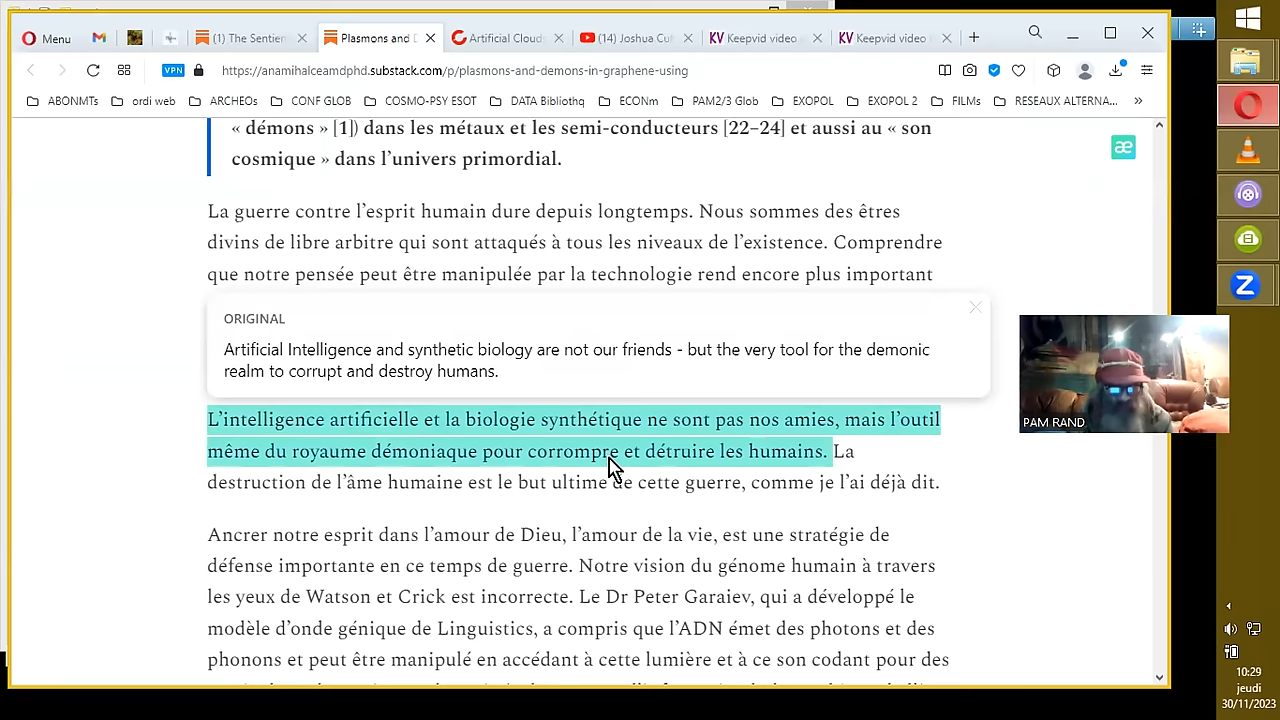 Menu
(1) The Sentien
Plasmons and D
Artificial Cloud
(14) Joshua Cut
KV Keepvid video
KV Keepvid video
VPN
https://anamihalceamdphd.substack.com/p/plasmons-and-demons-in-graphene-using
ABONMTs
ordi web
ARCHEOs
CONF GLOB
COSMO-PSY ESOT
DATA Bibliothq
ECONm
PAM2/3 Glob
EXOPOL
EXOPOL 2
FILMs
RESEAUX ALTERNA...
»
« démons » [1]) dans les métaux et les semi-conducteurs [22–24] et aussi au « son
cosmique » dans l'univers primordial.
æ
La guerre contre l'esprit humain dure depuis longtemps. Nous sommes des êtres
divins de libre arbitre qui sont attaqués à tous les niveaux de l'existence. Comprendre
que notre pensée peut être manipulée par la technologie rend encore plus important
ORIGINAL
Artificial Intelligence and synthetic biology are not our friends - but the very tool for the demonic
realm to corrupt and destroy humans.
L'intelligence artificielle et la biologie synthétique ne sont pas nos amies, mais l'outil
même du royaume démoniaque pour corrompre et détruire les humains. La
destruction de l'âme humaine est le but ultime de cette guerre, comme je l'ai déjà dit.
Ancrer notre esprit dans l'amour de Dieu, l'amour de la vie, est une stratégie de
défense importante en ce temps de guerre. Notre vision du génome humain à travers
les yeux de Watson et Crick est incorrecte. Le Dr Peter Garaiev, qui a développé le
modèle d'onde génique de Linguistics, a compris que l'ADN émet des photons et des
phonons et peut être manipulé en accédant à cette lumière et à ce son codant pour des
PAM RAND
Z
10:29
jeudi
30/11/2023